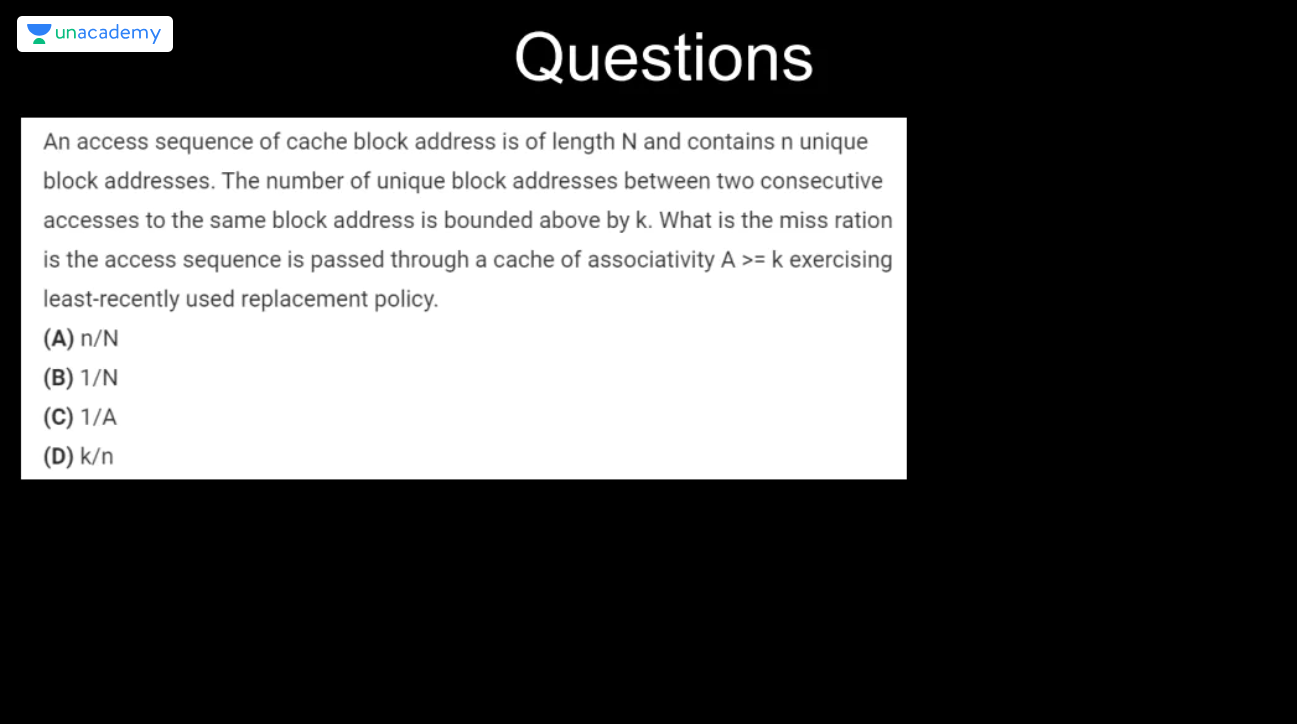 unacademy
Questions
An access sequence of cache block address is of length N and contains n unique
block addresses. The number of unique block addresses between two consecutive
accesses to the same block address is bounded above by k. What is the miss ration
is the access sequence is passed through a cache of associativity A >= k exercising
least-recently used replacement policy.
(A) n/N
(B) 1/N
(C) 1/A
(D) k/n